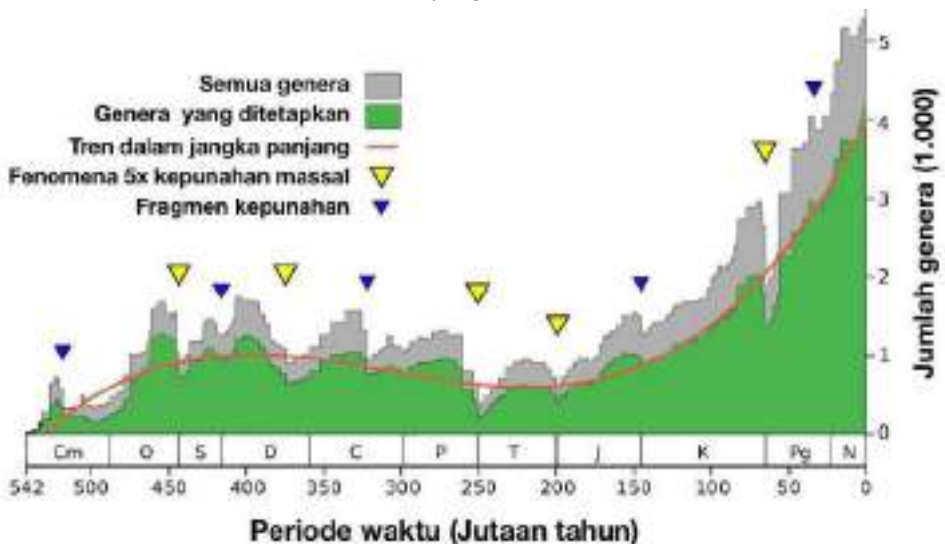 Semua genera
Genera yang ditetapkan
Tren dalam jangka panjang
Fenomena 5x kepunahan massal
Fragmen kepunahan
5
4
3
2
1
0
Jumlah genera (1.000)
Cm O S D C P T J K Pg N
542 500 450 400 350 300 250 200 150 100 50 0
Periode waktu (Jutaan tahun)